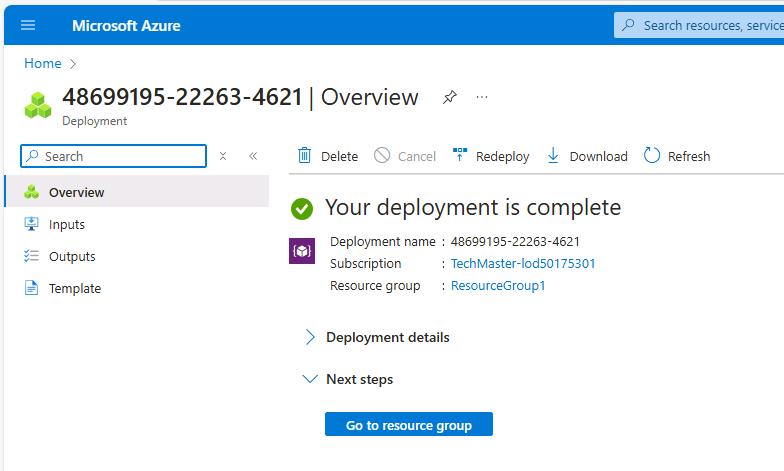 Microsoft Azure
Search resources, service
Home
48699195-22263-4621 | Overview
Deployment
Search
Delete
Cancel
Redeploy
Download
Refresh
Overview
Inputs
Outputs
Template
Your deployment is complete
Deployment name : 48699195-22263-4621
Subscription : TechMaster-lod50175301
Resource group : ResourceGroup1
Deployment details
Next steps
Go to resource group